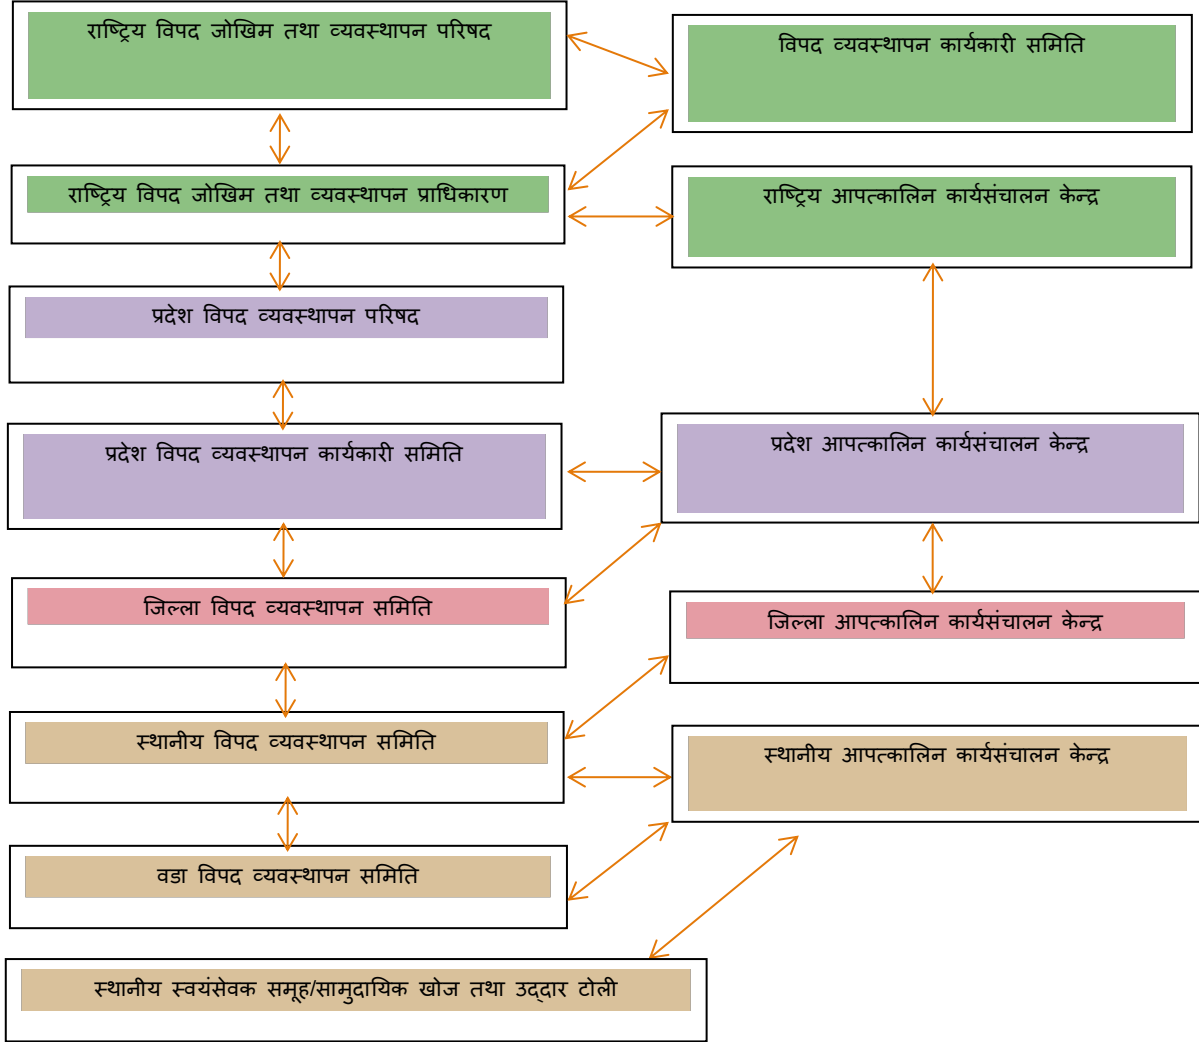 राष्ट्रिय विपद जोखिम तथा व्यवस्थापन परिषद
विपद व्यवस्थापन कार्यकारी समिति
राष्ट्रिय विपद जोखिम तथा व्यवस्थापन प्राधिकारण
राष्ट्रिय आपत्कालिन कार्यसंचालन केन्द्र
प्रदेश विपद व्यवस्थापन परिषद
प्रदेश विपद व्यवस्थापन कार्यकारी समिति
प्रदेश आपत्कालिन कार्यसंचालन केन्द्र
जिल्ला विपद व्यवस्थापन समिति
जिल्ला आपत्कालिन कार्यसंचालन केन्द्र
स्थानीय विपद व्यवस्थापन समिति
स्थानीय आपत्कालिन कार्यसंचालन केन्द्र
वडा विपद व्यवस्थापन समिति
स्थानीय स्वयंसेवक समूह/सामुदायिक खोज तथा उद्‌दार टोली